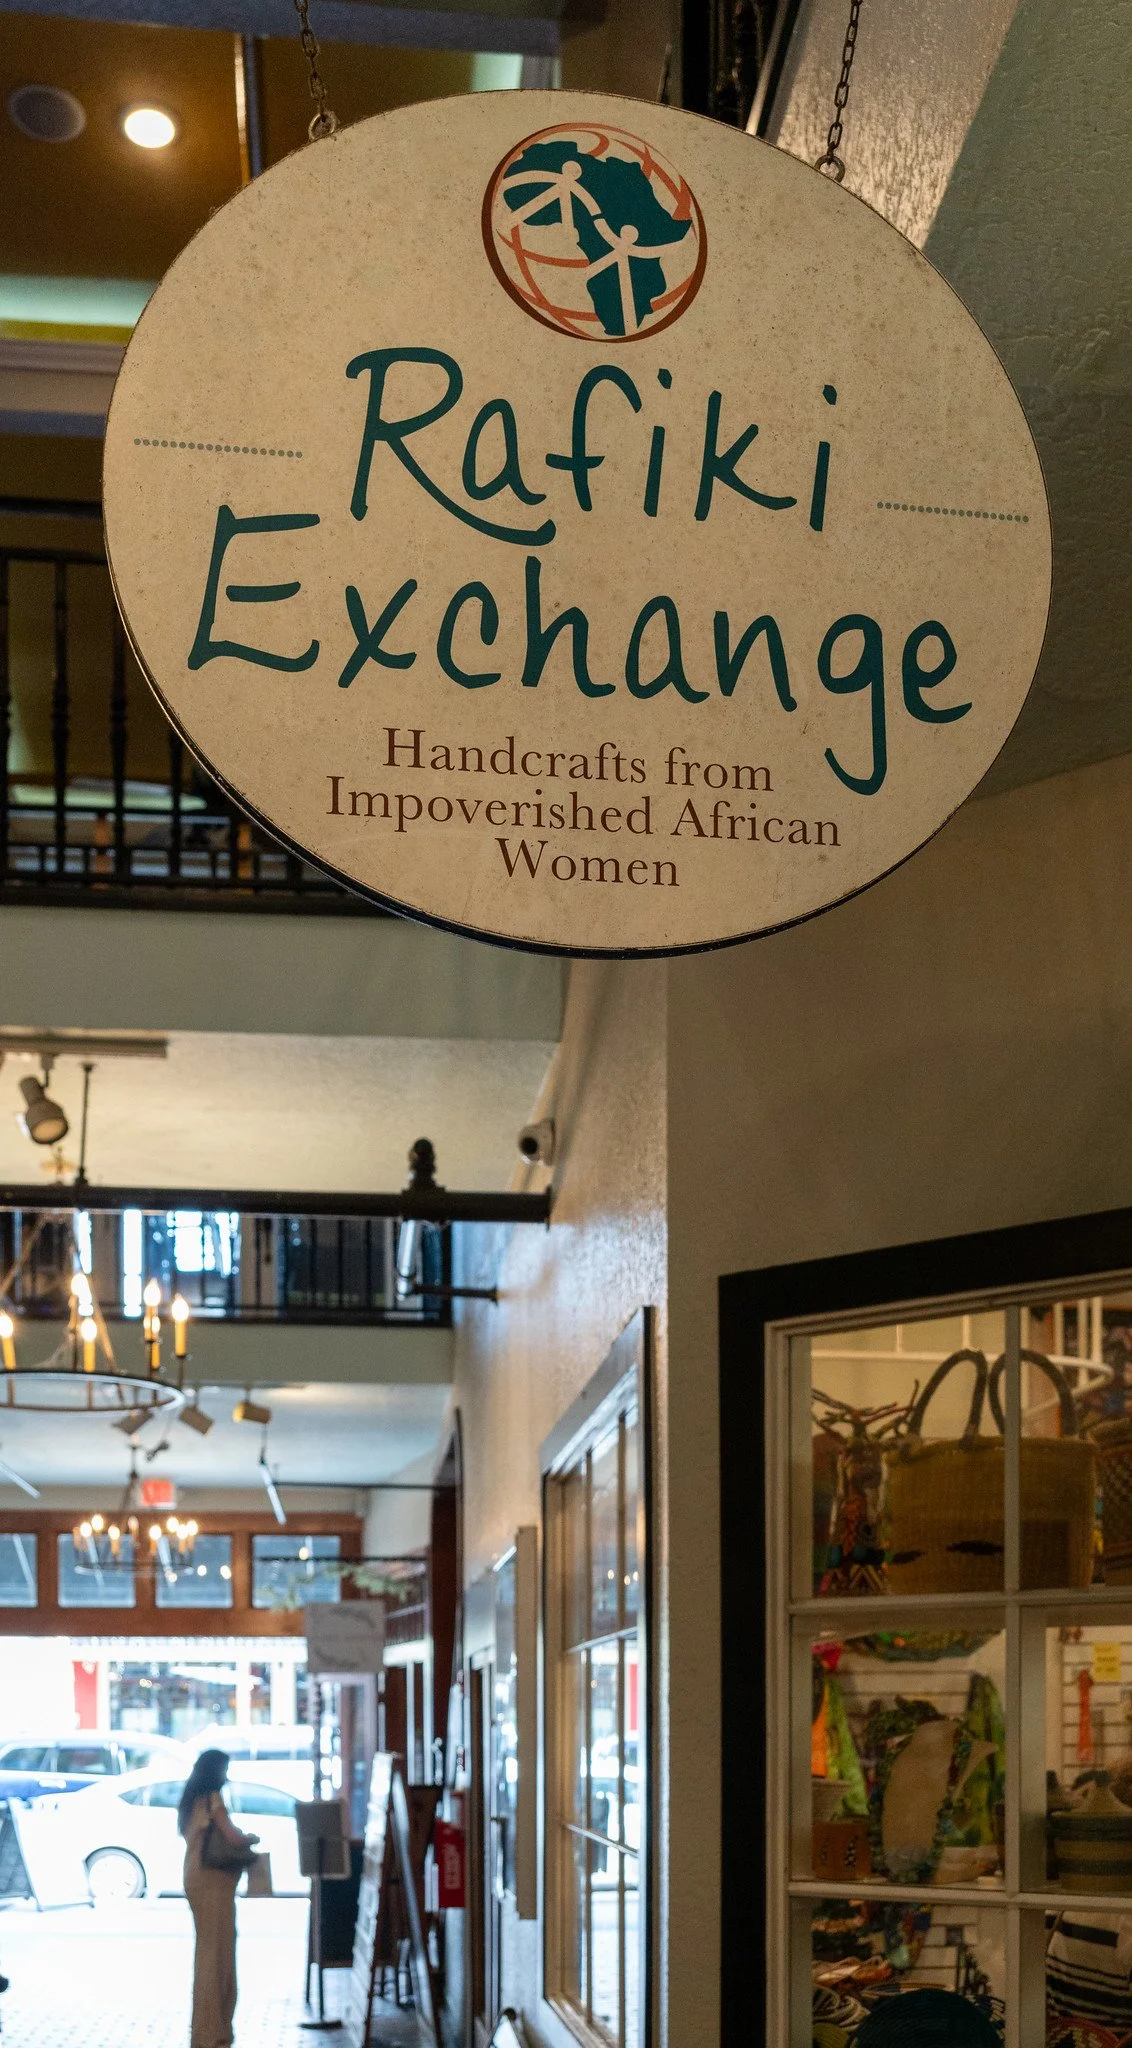 Rafiki
Exchange
Handcrafts from
Impoverished African
Women